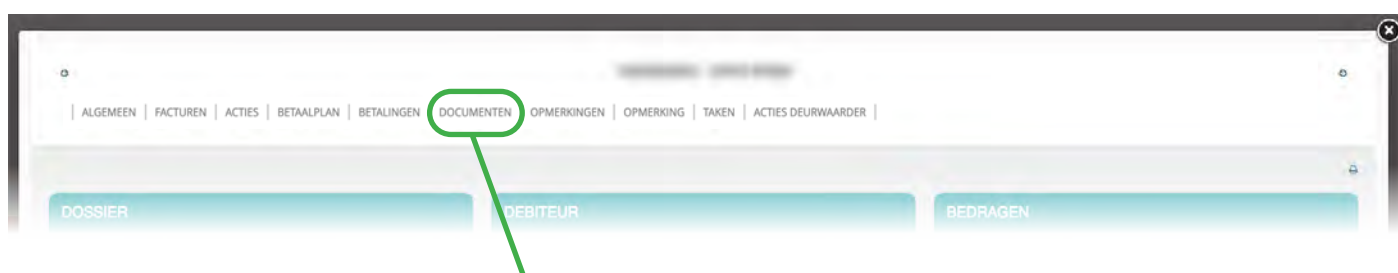 ALGEMEEN | FACTUREN | ACTIES | BETAALPLAN | BETALINGEN DOCUMENTEN OPMERKINGEN | OPMERKING | TAKEN | ACTIES DEURWAARDER |
DOSSIER DEBITEUR BEDRAGEN